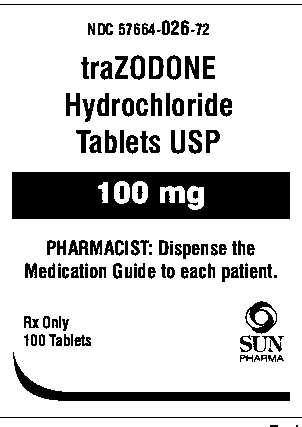 NDC 57664-026-72
traZODONE
Hydrochloride
Tablets USP
100 mg
PHARMACIST: Dispense the
Medication Guide to each patient.
Rx Only
100 Tablets
SUN
PHARMA